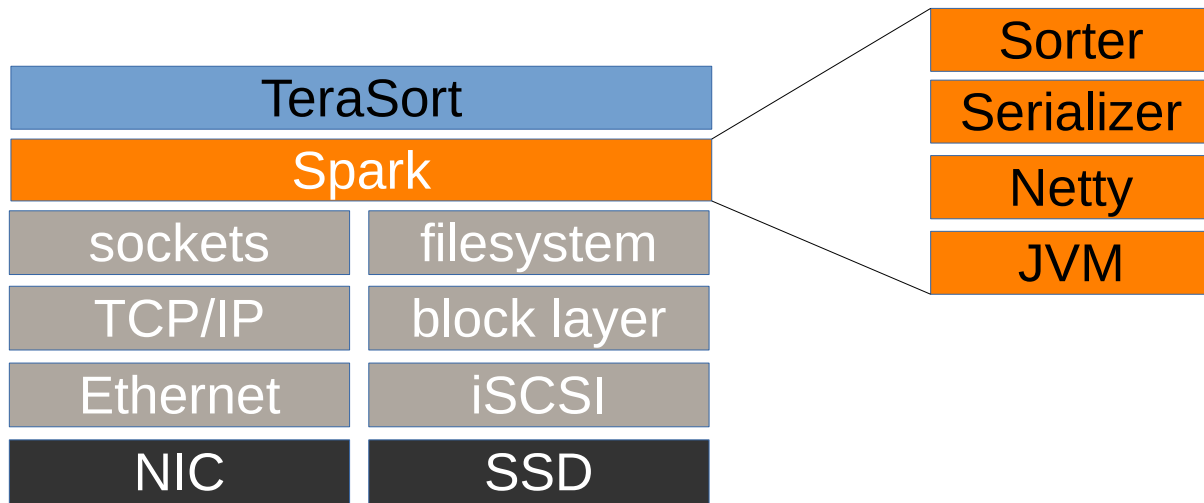 TeraSort
Spark
sockets
filesystem
TCP/IP
block layer
Ethernet
iSCSI
NIC
SSD
Sorter
Serializer
Netty
JVM